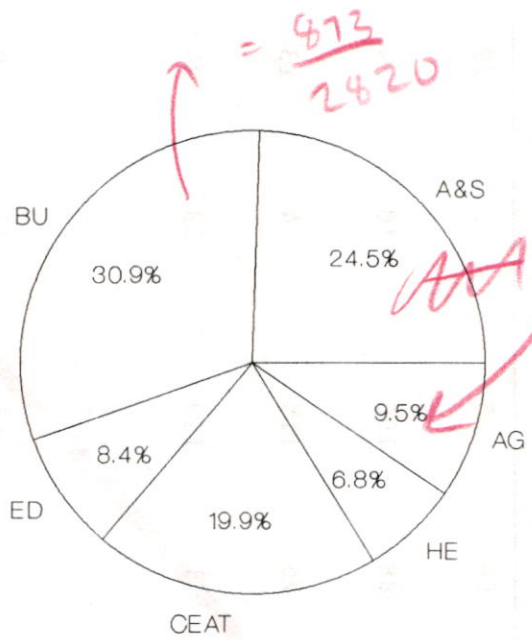 = 873
2820
A&S
BU
24.5%
30.9%
9.5%
AG
8.4%
6.8%
ED
19.9%
HE
CEAT